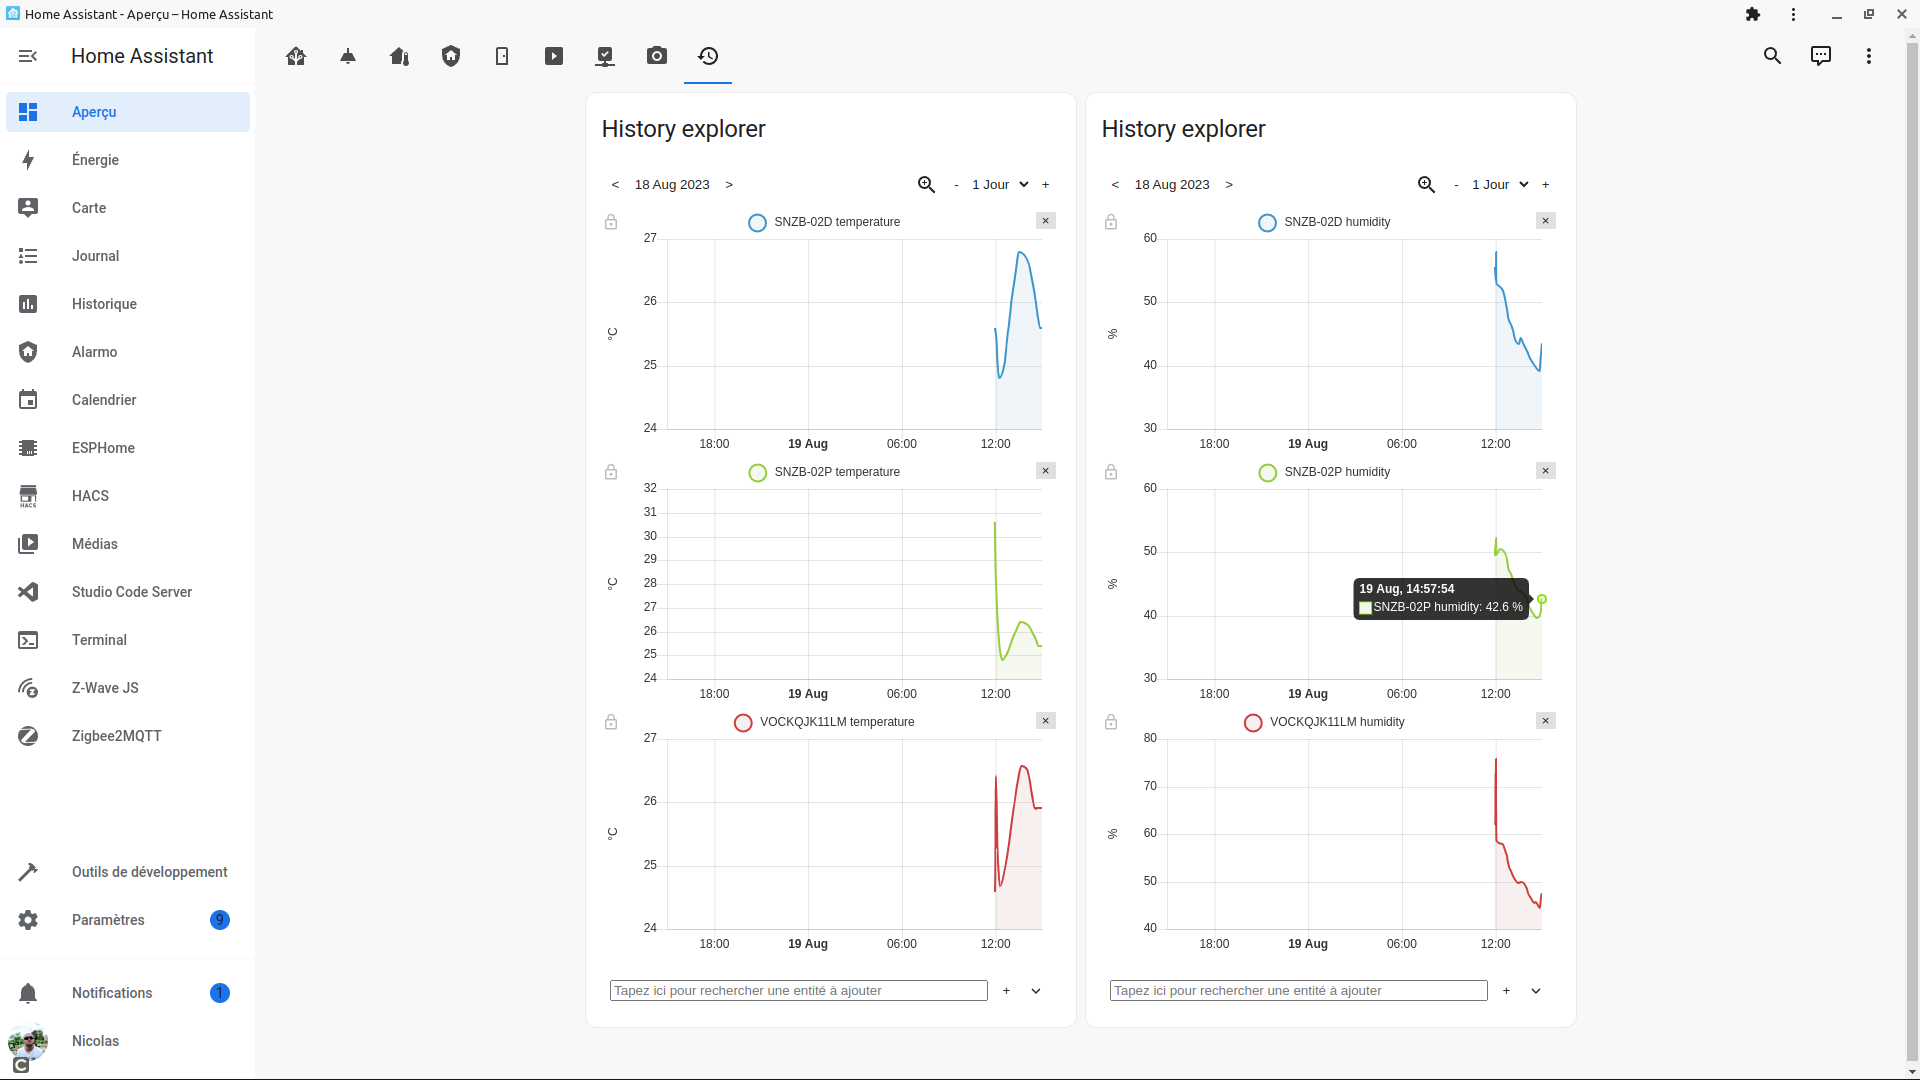 Home Assistant - Aperçu – Home Assistant
Home Assistant
Aperçu
Énergie
Carte
Journal
Historique
Alarmo
Calendrier
ESPHome
HACS
HACS
Médias
Studio Code Server
Terminal
Z-Wave JS
Zigbee2MQTT
Outils de développement
Paramètres 9
Notifications 1
C Nicolas
History explorer
< 18 Aug 2023 > - 1 Jour +
SNZB-02D temperature ×
27
26
25
24
°C
18:00 19 Aug 06:00 12:00
SNZB-02P temperature ×
32
31
30
29
28
27
26
25
24
°C
18:00 19 Aug 06:00 12:00
VOCKQJK11LM temperature ×
27
26
25
24
°C
18:00 19 Aug 06:00 12:00
Tapez ici pour rechercher une entité à ajouter +
History explorer
< 18 Aug 2023 > - 1 Jour +
SNZB-02D humidity ×
60
50
40
30
%
18:00 19 Aug 06:00 12:00
SNZB-02P humidity ×
60
50
40
30
%
19 Aug, 14:57:54
SNZB-02P humidity: 42.6 %
18:00 19 Aug 06:00 12:00
VOCKQJK11LM humidity ×
80
70
60
50
40
%
18:00 19 Aug 06:00 12:00
Tapez ici pour rechercher une entité à ajouter +